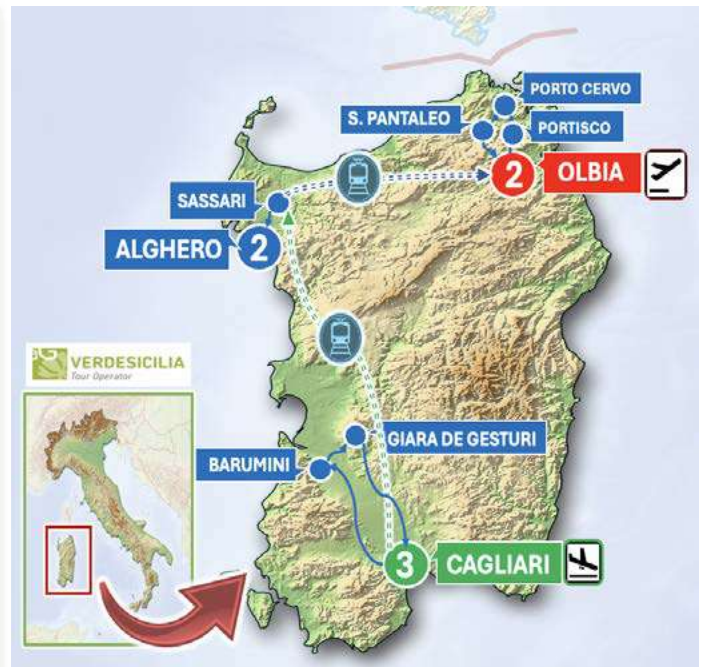 PORTO CERVO
S. PANTALEO
PORTISCO
2
OLBIA
SASSARI
ALGHERO
2
VERDESICILIA
Tour Operator
GIARA DE GESTURI
BARUMINI
3
CAGLIARI